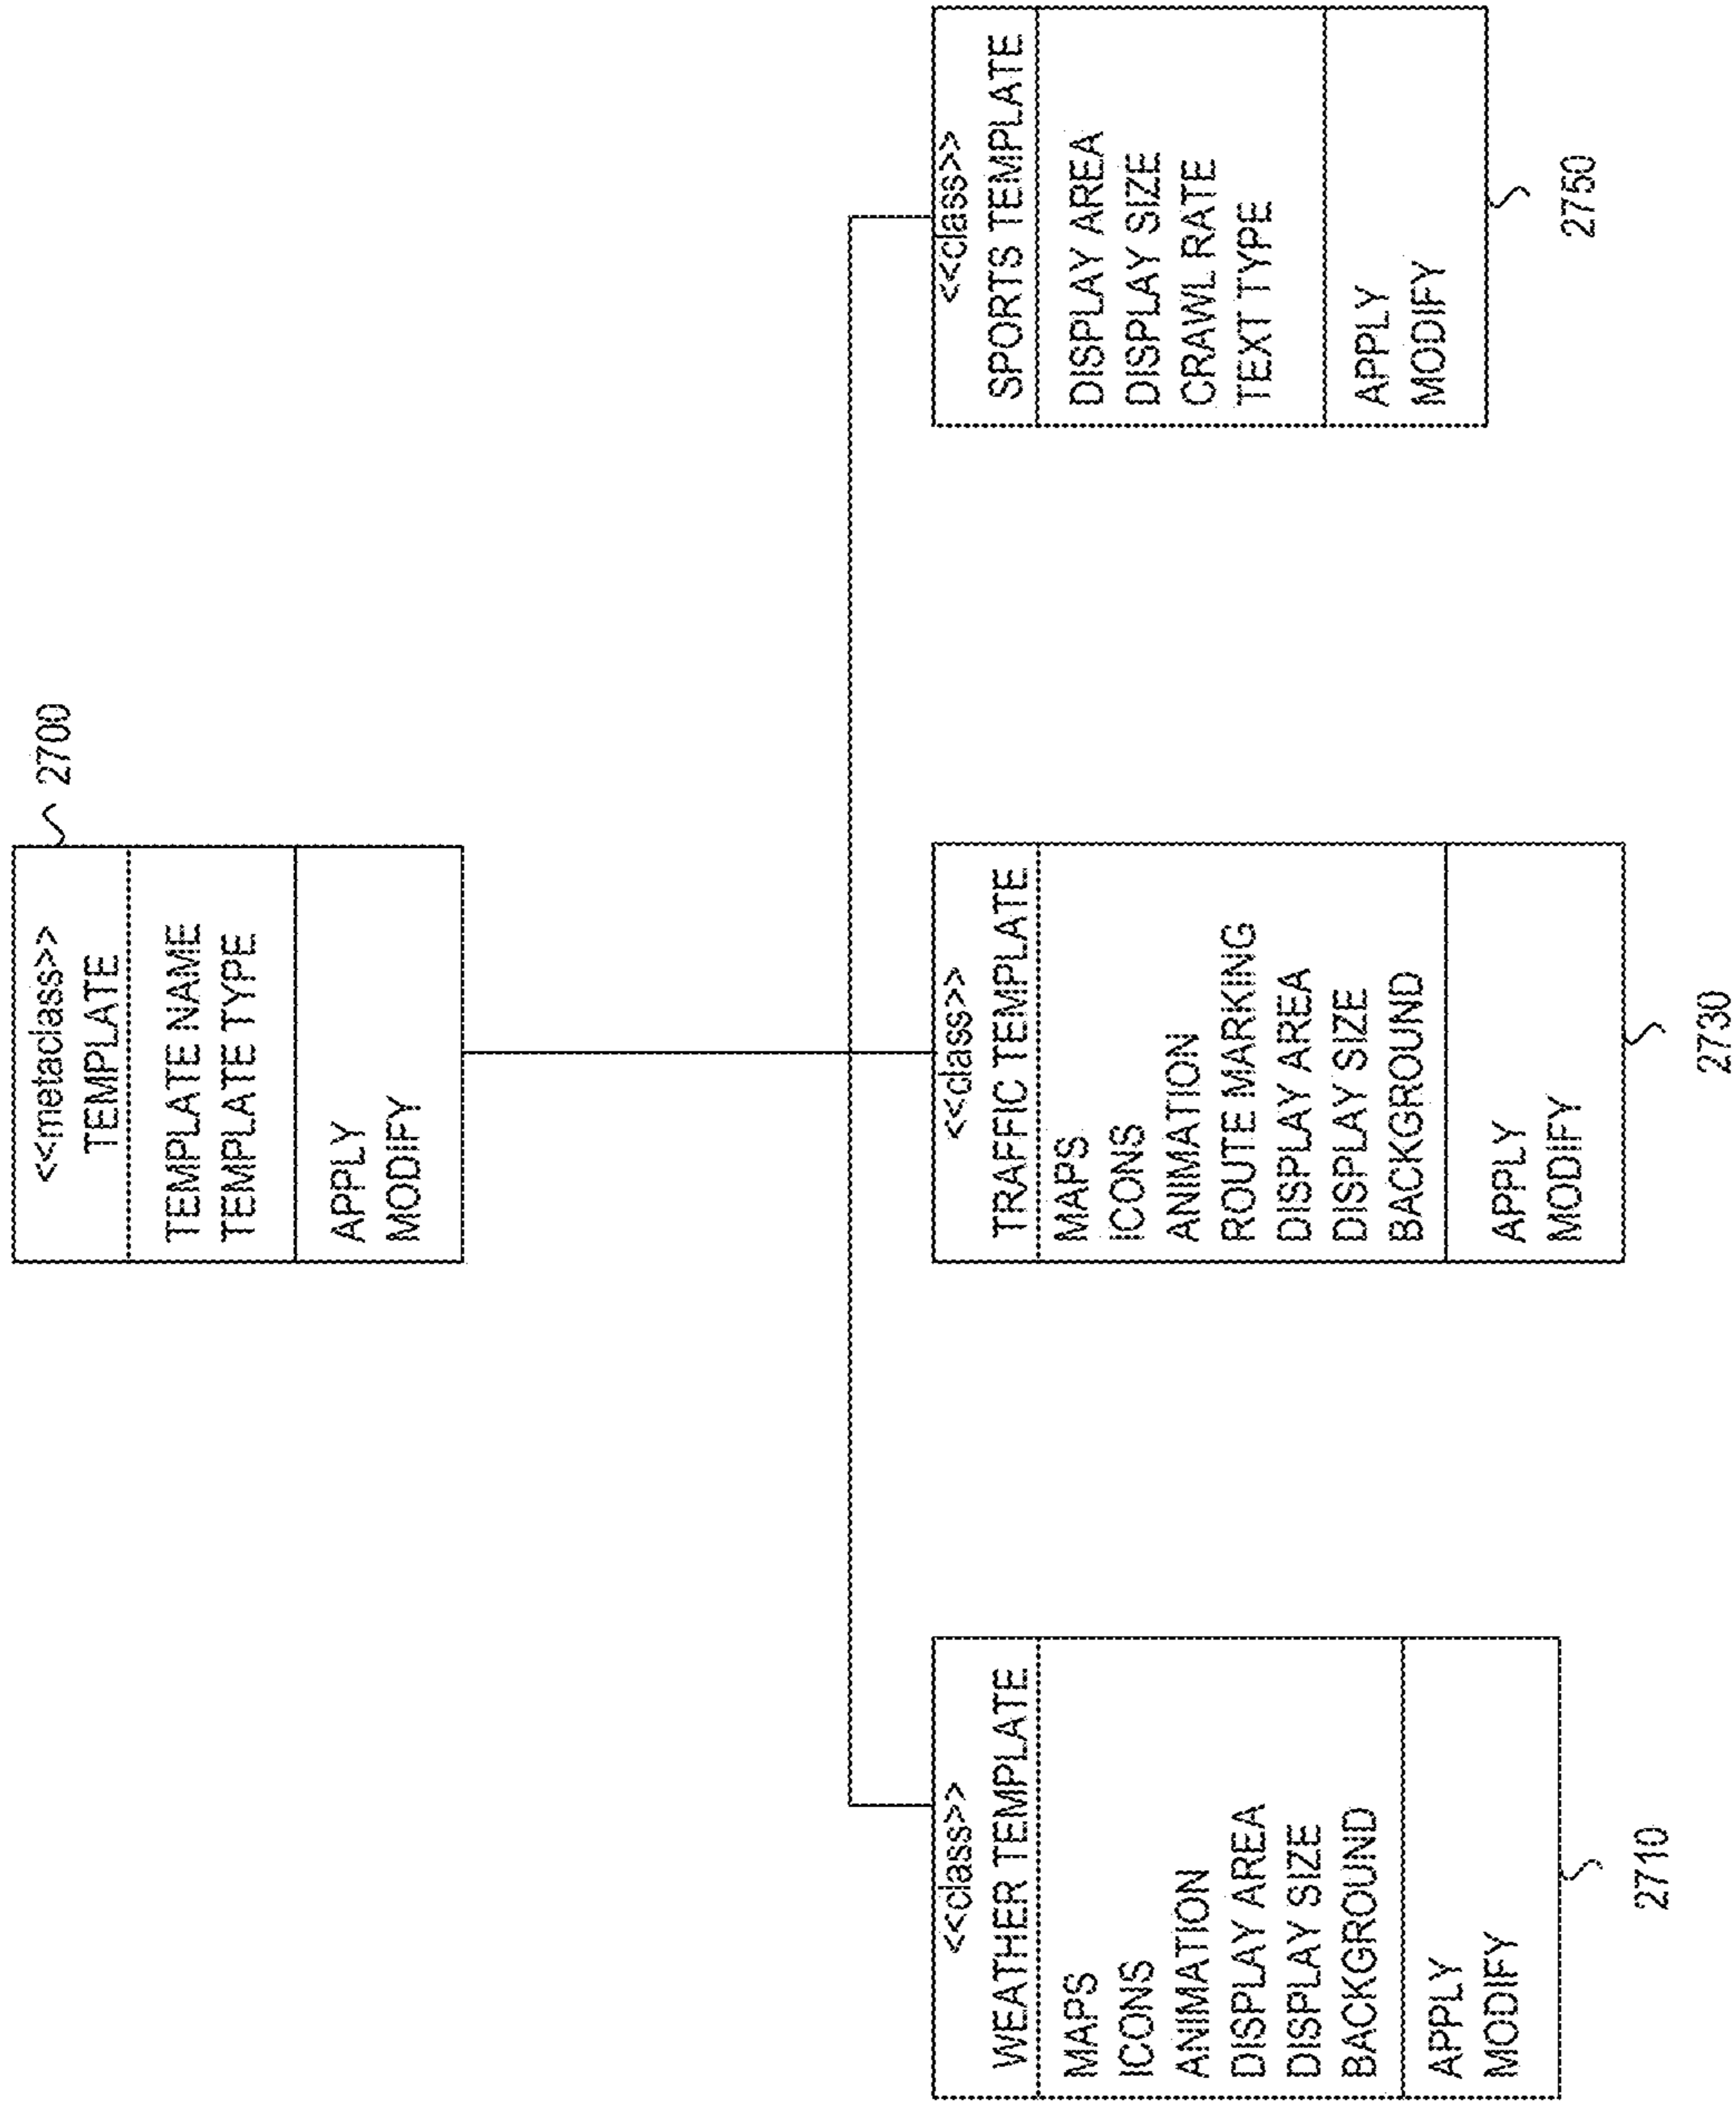 <<metaclass>>
TEMPLATE
TEMPLATE NAME
TEMPLATE TYPE
APPLY
MODIFY
2700
<<class>>
WEATHER TEMPLATE
MAPS
ICONS
ANIMATION
DISPLAY AREA
DISPLAY SIZE
BACKGROUND
APPLY
MODIFY
2710
<<class>>
TRAFFIC TEMPLATE
MAPS
ICONS
ANIMATION
ROUTE MARKING
DISPLAY AREA
DISPLAY SIZE
BACKGROUND
APPLY
MODIFY
2730
<<class>>
SPORTS TEMPLATE
DISPLAY AREA
DISPLAY SIZE
CRAWL RATE
TEXT TYPE
APPLY
MODIFY
2750